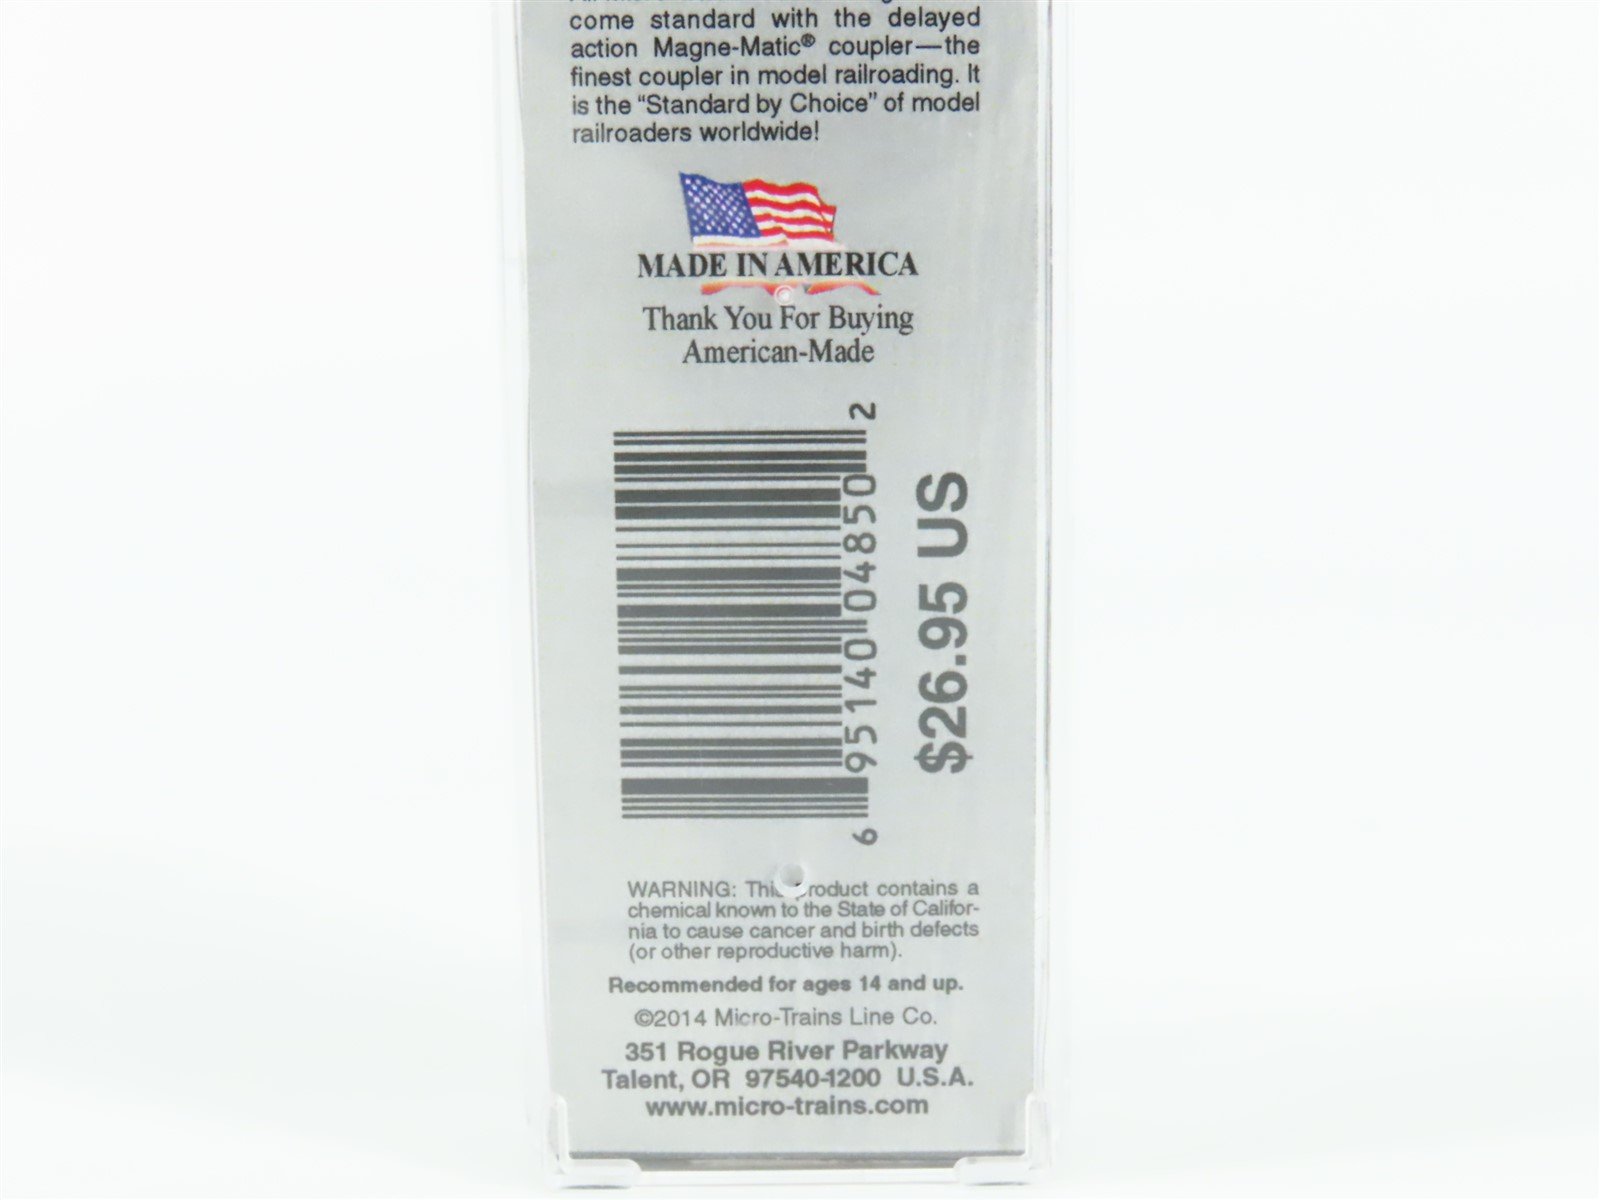 come standard with the delayed
action Magne-Matic® coupler—the
finest coupler in model railroading. It
is the “Standard by Choice” of model
railroaders worldwide!
MADE IN AMERICA
Thank You For Buying
American-Made
6 95140 04850 2
$26.95 US
WARNING: This product contains a
chemical known to the State of Califor-
nia to cause cancer and birth defects
(or other reproductive harm).
Recommended for ages 14 and up.
©2014 Micro-Trains Line Co.
351 Rogue River Parkway
Talent, OR 97540-1200 U.S.A.
www.micro-trains.com